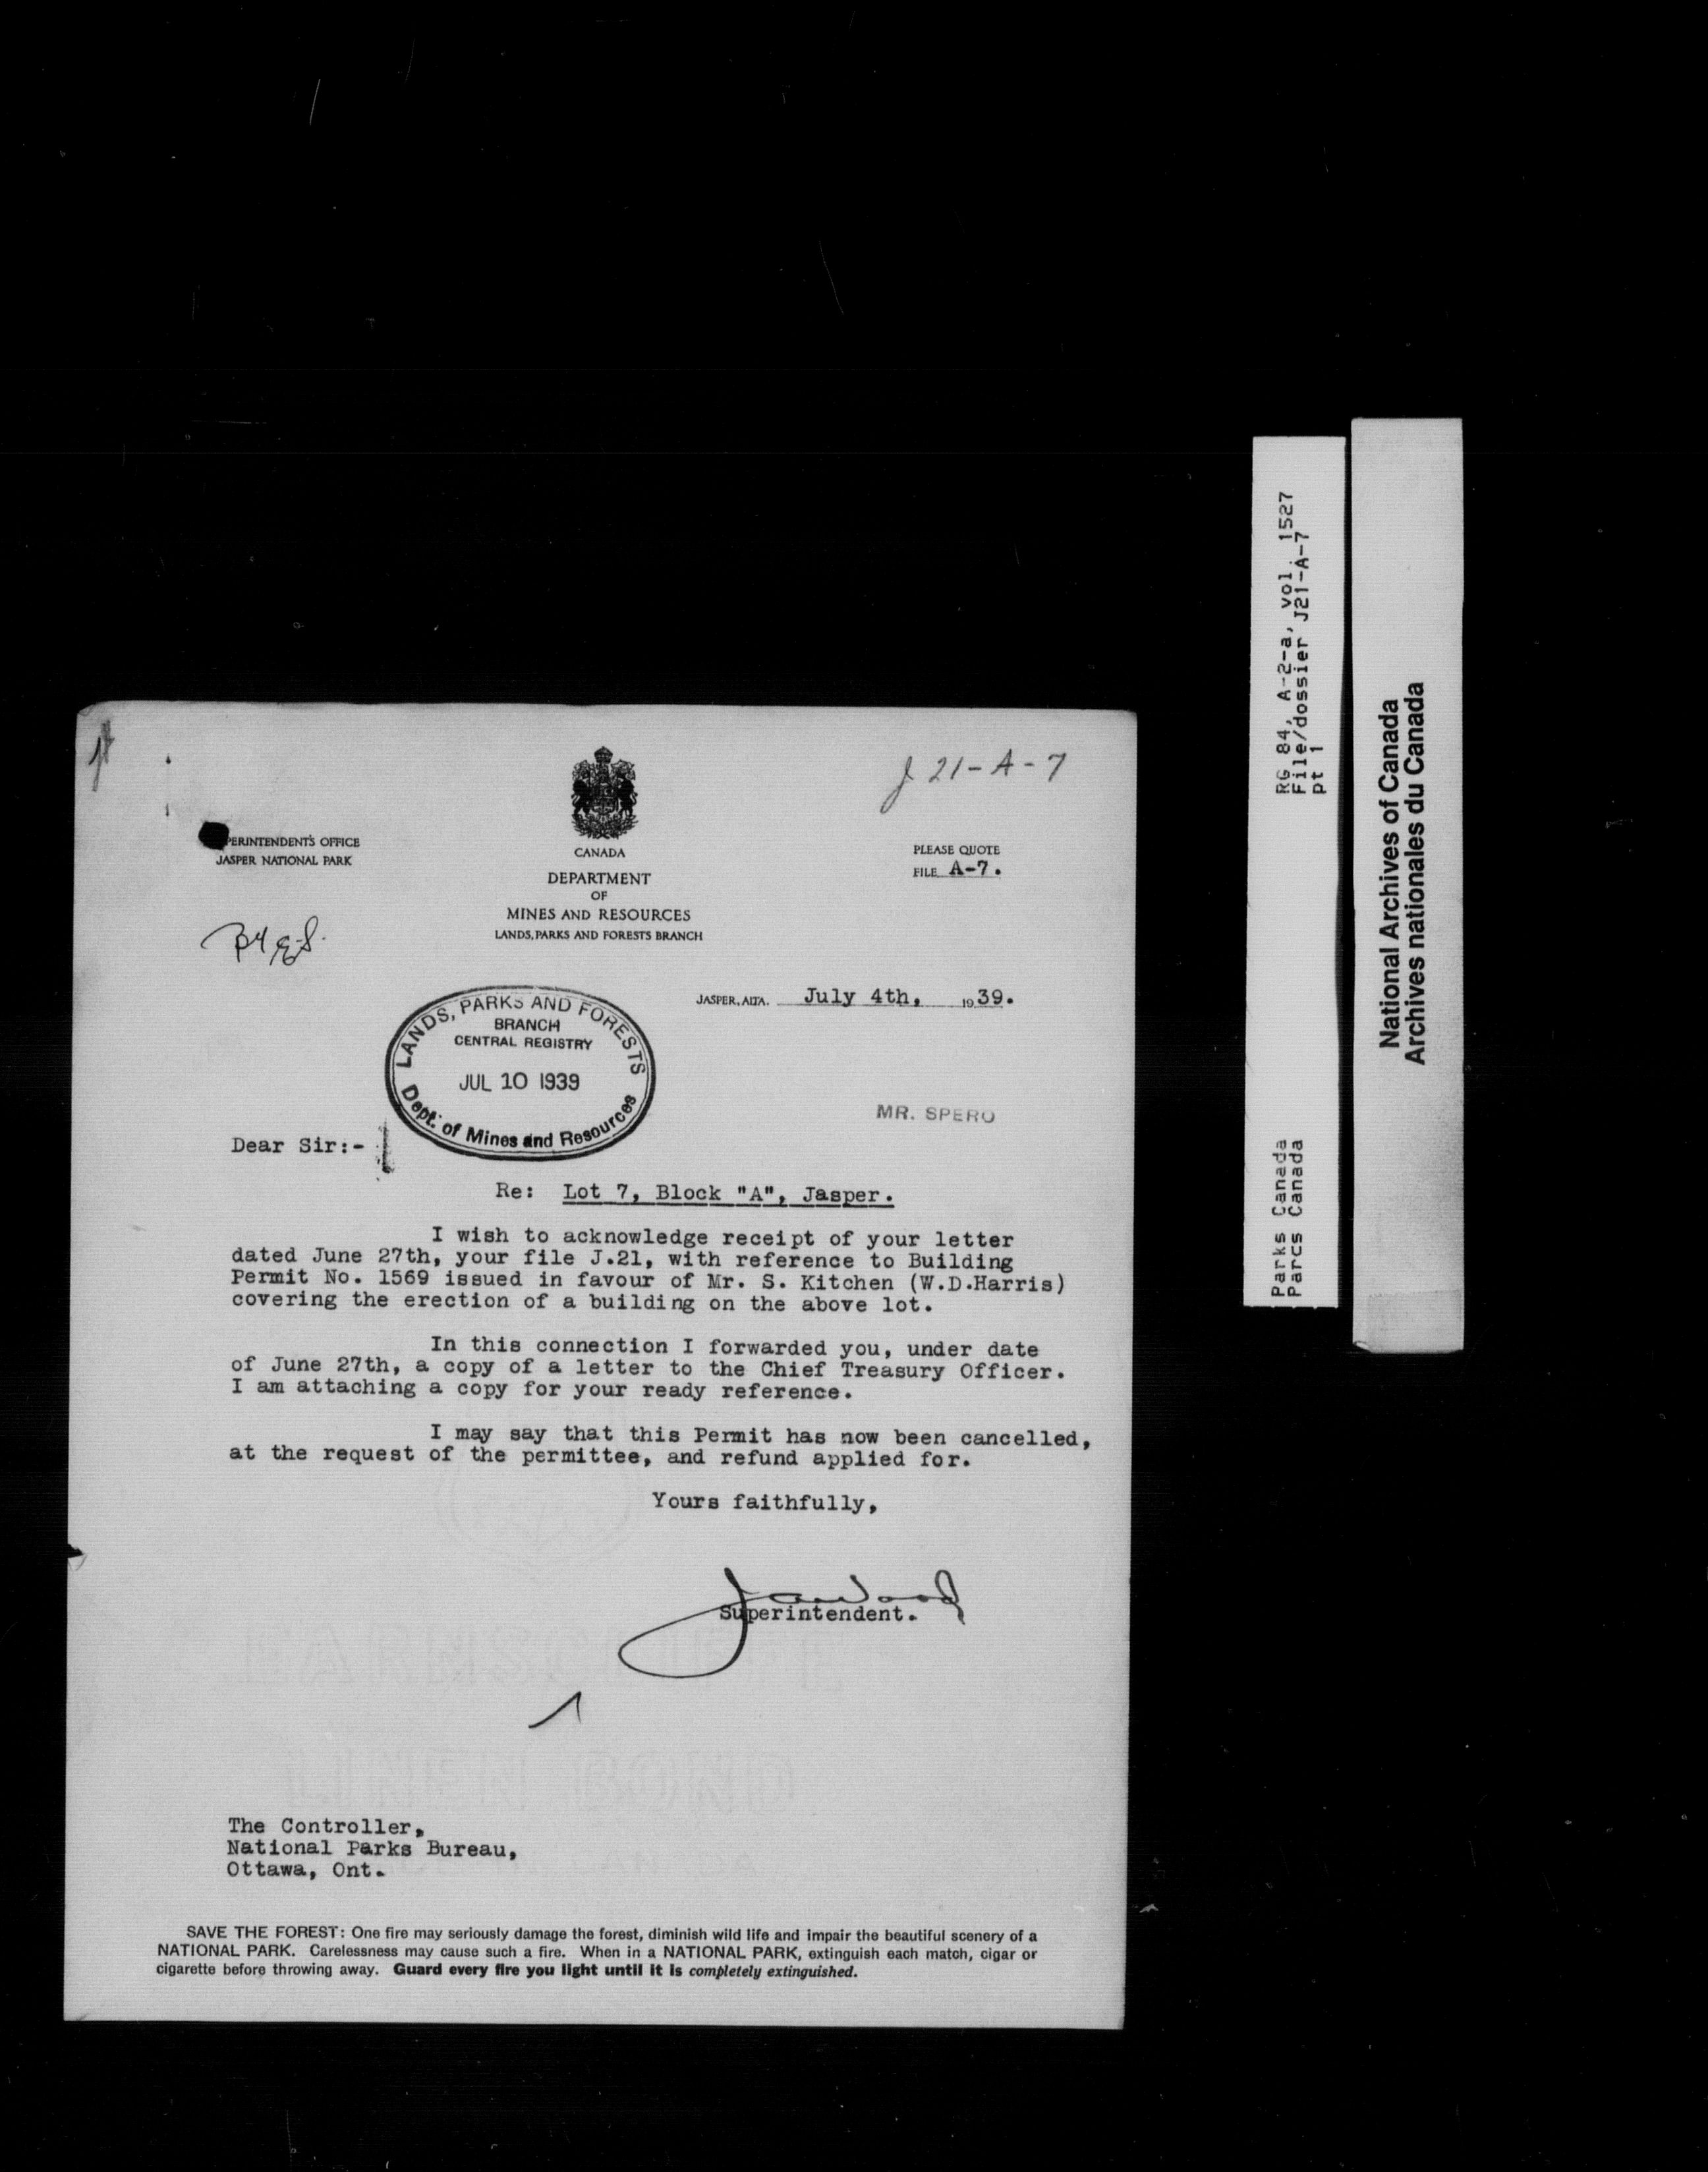 J 21-A-7
PERINTENDENT'S OFFICE
JASPER NATIONAL PARK
CANADA
DEPARTMENT
OF
MINES AND RESOURCES
LANDS, PARKS AND FORESTS BRANCH
PLEASE QUOTE
FILE A-7.
JASPER, ALTA. July 4th, 1939.
LANDS, PARKS AND FORESTS
BRANCH
CENTRAL REGISTRY
JUL 10 1939
Dept. of Mines and Resources
MR. SPERO
Dear Sir:-
Re: Lot 7, Block "A", Jasper.
I wish to acknowledge receipt of your letter
dated June 27th, your file J.21, with reference to Building
Permit No. 1569 issued in favour of Mr. S. Kitchen (W.D.Harris)
covering the erection of a building on the above lot.
In this connection I forwarded you, under date
of June 27th, a copy of a letter to the Chief Treasury Officer.
I am attaching a copy for your ready reference.
I may say that this Permit has now been cancelled,
at the request of the permittee, and refund applied for.
Yours faithfully,
JaWood
Superintendent.
The Controller,
National Parks Bureau,
Ottawa, Ont.
SAVE THE FOREST: One fire may seriously damage the forest, diminish wild life and impair the beautiful scenery of a
NATIONAL PARK. Carelessness may cause such a fire. When in a NATIONAL PARK, extinguish each match, cigar or
cigarette before throwing away. Guard every fire you light until it is completely extinguished.
RG 84, A-2-a, vol. 1527
File/dossier J21-A-7
pt 1
Parks Canada
Parcs Canada
National Archives of Canada
Archives nationales du Canada